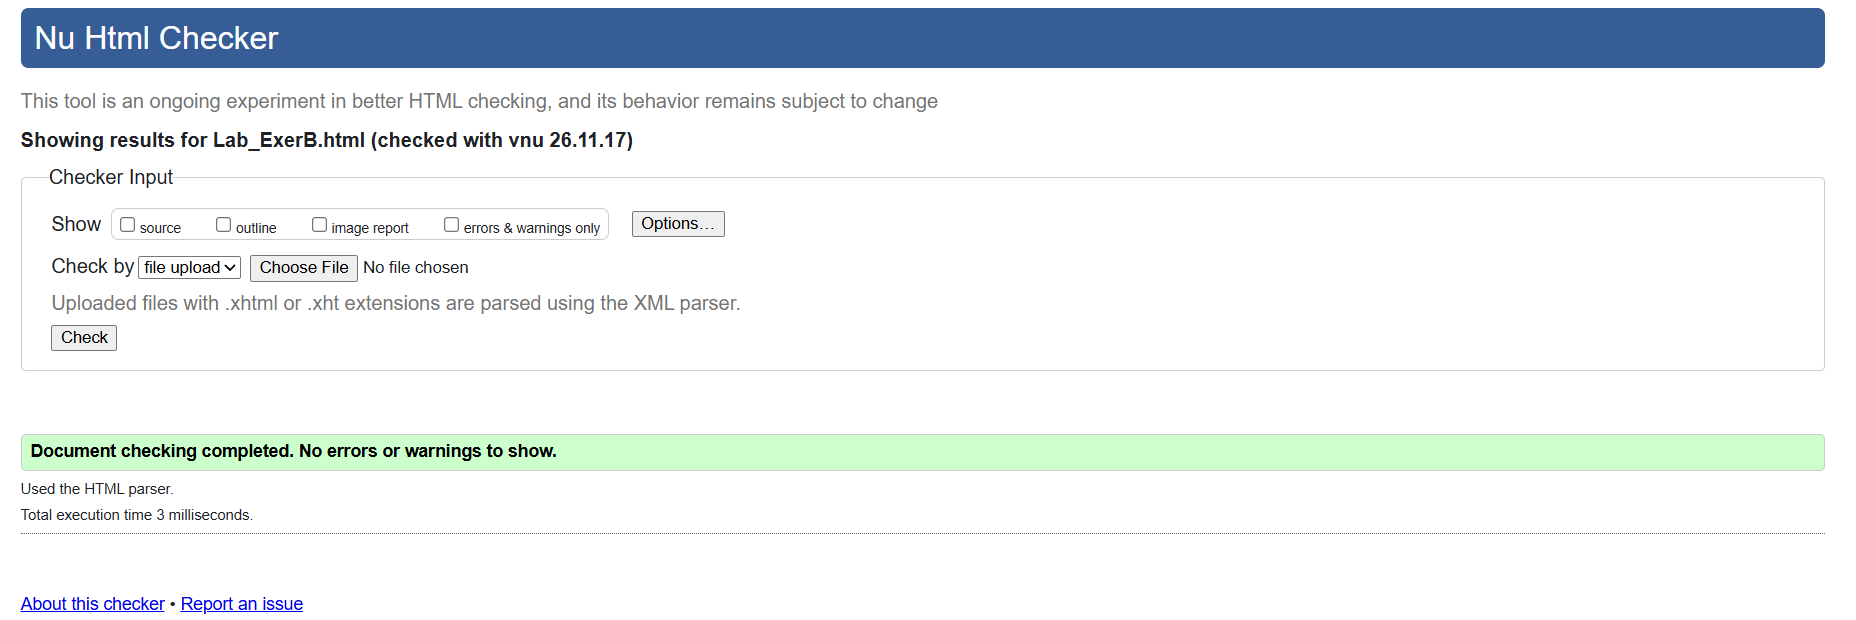 Nu Html Checker
This tool is an ongoing experiment in better HTML checking, and its behavior remains subject to change
Showing results for Lab_ExerB.html (checked with vnu 26.11.17)
Checker Input
Show source outline image report errors & warnings only Options...
Check by file upload Choose File No file chosen
Uploaded files with .xhtml or .xht extensions are parsed using the XML parser.
Check
Document checking completed. No errors or warnings to show.
Used the HTML parser.
Total execution time 3 milliseconds.
About this checker • Report an issue